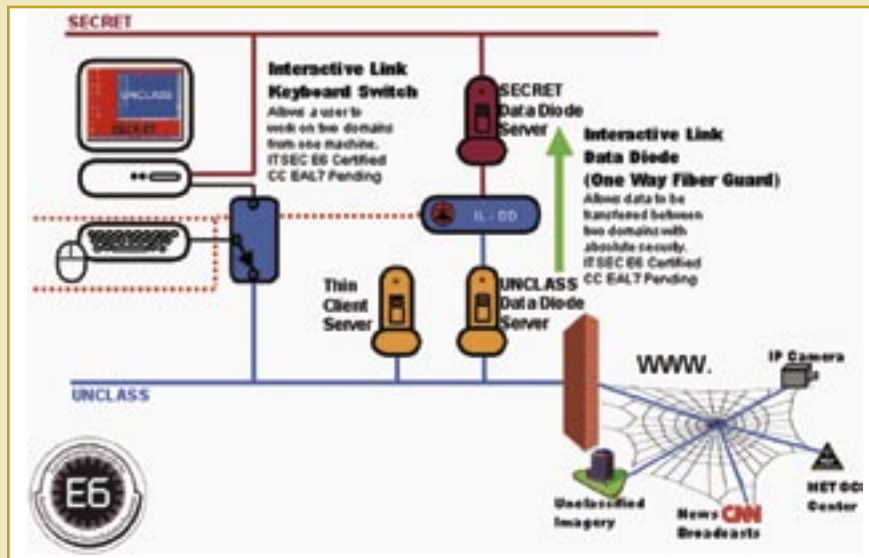 SECRET
UNCLASS
SECRET
Interactive Link
Keyboard Switch
Allows a user to
work on two domains
from one machine.
ITSEC E6 Certified
CC EAL7 Pending
SECRET
Data Diode
Server
Interactive Link
Data Diode
(One Way Fiber Guard)
Allows data to be
transferred between
two domains with
absolute security.
ITSEC E6 Certified
CC EAL7 Pending
IL - DD
Thin
Client
Server
UNCLASS
Data Diode
Server
UNCLASS
WWW.
IP Camera
Center
Unclassified
Imagery
News CNN
Broadcasts
E6